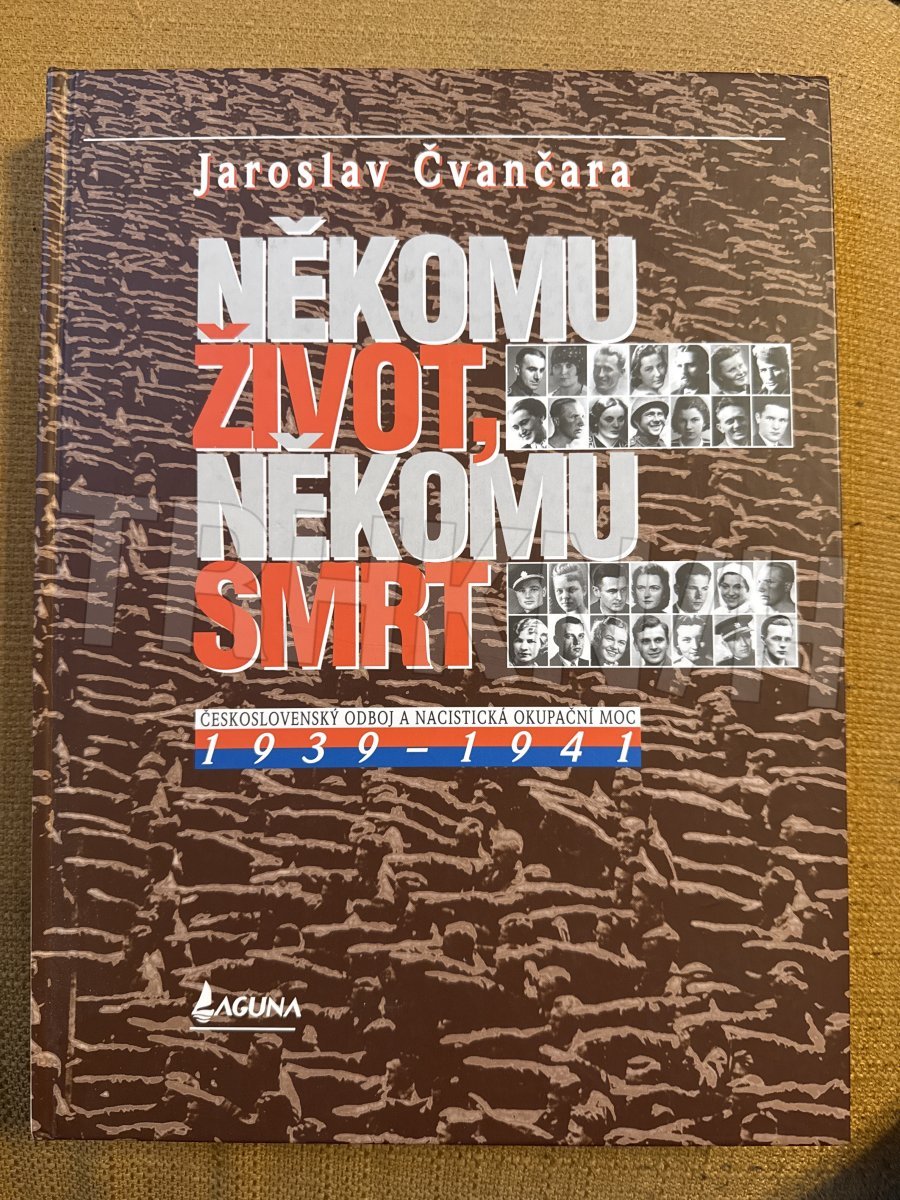 Jaroslav Čvančara
NĚKOMU
ŽIVOT,
NĚKOMU
SMRT
ČESKOSLOVENSKÝ ODBOJ A NACISTICKÁ OKUPAČNÍ MOC
1939–1941
LAGUNA